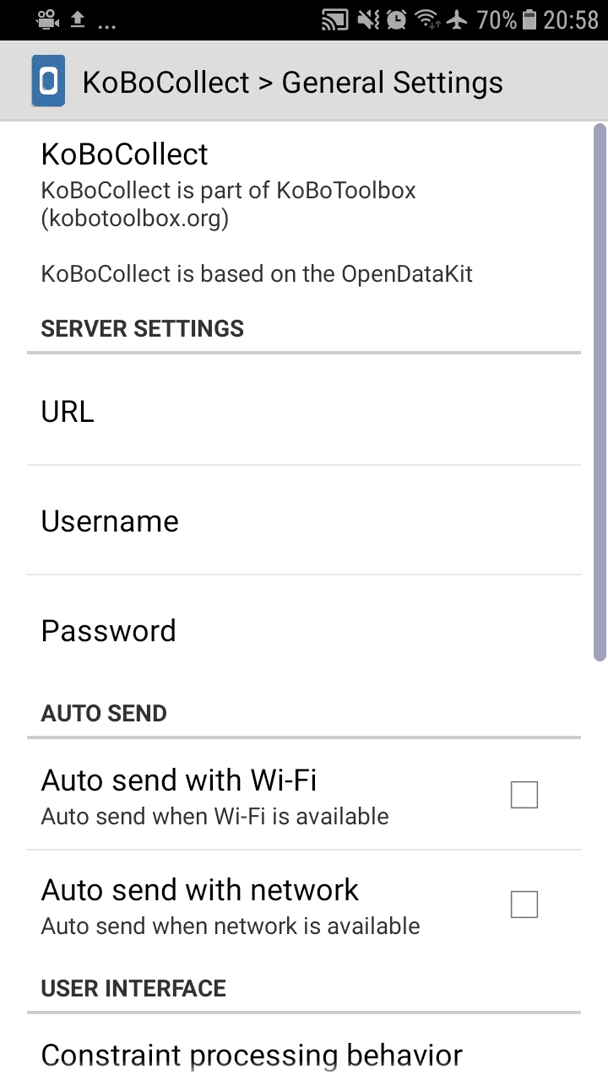 ... 70% 20:58
KoBoCollect > General Settings
KoBoCollect
KoBoCollect is part of KoBoToolbox
(kobotoolbox.org)
KoBoCollect is based on the OpenDataKit
SERVER SETTINGS
URL
Username
Password
AUTO SEND
Auto send with Wi-Fi
Auto send when Wi-Fi is available
Auto send with network
Auto send when network is available
USER INTERFACE
Constraint processing behavior